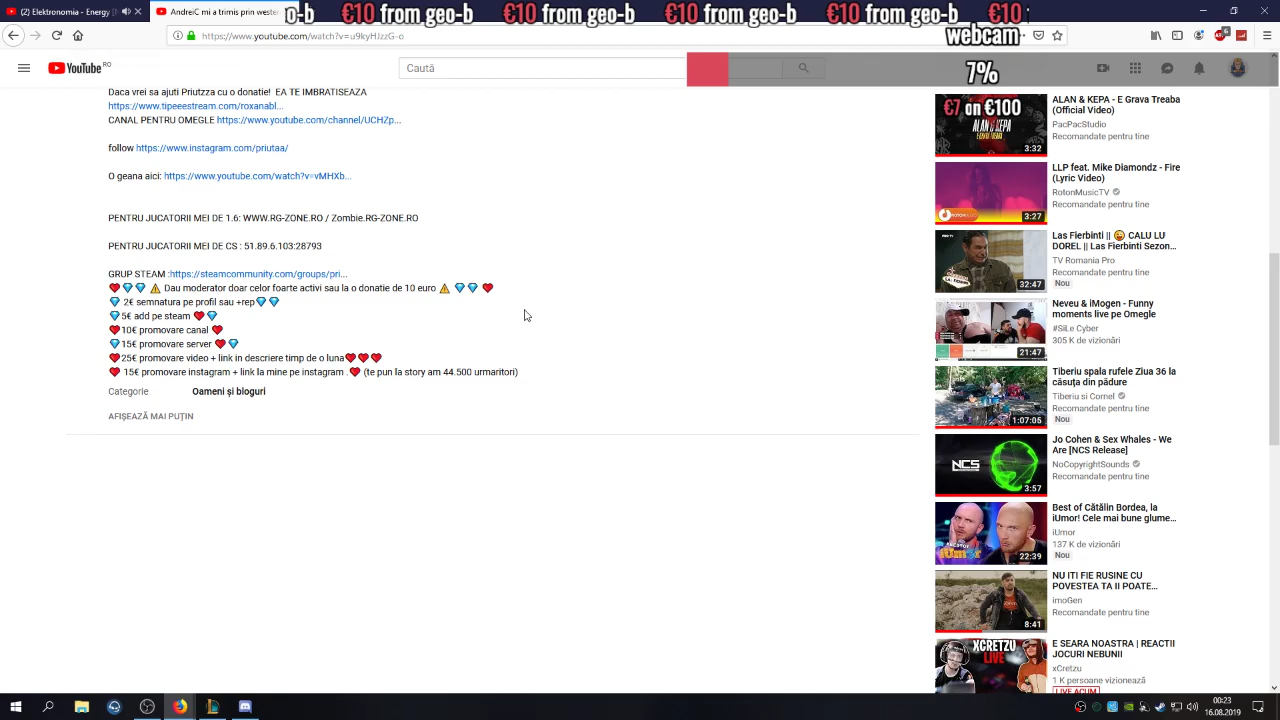 (2) Elektronomia - Energy
AndreiC m a trimis priu in
o-b €10 from geo-b €10 from geo-b €10 from geo-b €10 from geo-b €10
https://www.youtube.com/watch?v=u9kyHJzzG-o
webcam
6
YouTube RO
Caută
7%
€7 on €100
Daca vrei sa ajuti Priutzza cu o donatie! EA TE IMBRATISEAZA
https://www.tipeeestream.com/roxanabl...
CANAL PENTRU OMEGLE https://www.youtube.com/channel/UCHZp...
follow https://www.instagram.com/priutaa/
O geana aici: https://www.youtube.com/watch?v=vMHXb...
PENTRU JUCATORII MEI DE 1.6: WWW.RG-ZONE.RO / Zombie.RG-ZONE.RO
PENTRU JUCATORII MEI DE CS : 51.89.6.103:28793
GRUP STEAM :https://steamcommunity.com/groups/pri...
❤️💎💎⚠️ Dau moderator doar celor foarte activi sau la o donatie de 10 euro ⚠️ 💎💎 ❤️
💎 2€ semnatura pe profil sau +rep💎💎
💎5€ add pe steam ❤️💎
❤️10€ promovare canal ❤️
💎15€ promovare server ❤️💎
❤️25€ promovare video + link in descriere timp de o luna❤️❤️❤️
❤️ 15€ promovare instagram + link la mine pe instagram .❤️ (te pun la story am 44.500 urmaritori)
Categorie Oameni și bloguri
AFIȘEAZĂ MAI PUȚIN
ALAN & KEPA
3:32
ALAN & KEPA - E Grava Treaba
(Official Video)
PacPacStudio
Recomandate pentru tine
3:27
LLP feat. Mike Diamondz - Fire
(Lyric Video)
RotonMusicTV
Recomandate pentru tine
32:47
Las Fierbinti || 😛 CALU LU
DOREL || Las Fierbinti Sezon...
TV Romania Pro
Recomandate pentru tine
Nou
21:47
Neveu & iMogen - Funny
moments live pe Omegle
#SiiLe Cyber
305 K de vizionări
1:07:05
Tiberiu spala rufele Ziua 36 la
căsuța din pădure
Tiberiu si Cornel
Recomandate pentru tine
Nou
NCS
3:57
Jo Cohen & Sex Whales - We
Are [NCS Release]
NoCopyrightSounds
Recomandate pentru tine
iUmor
22:39
Best of Cătălin Bordea, la
iUmor! Cele mai bune glume...
iUmor
137 K de vizionări
Nou
8:41
NU ITI FIE RUSINE CU
POVESTEA TA II POATE...
imoGen
Recomandate pentru tine
XCRETZU
LIVE
E SEARA NOASTRA | REACTII
JOCURI NEBUNII
xCretzu
1 K persoane vizionează
LIVE ACUM
00:23
16.08.2019